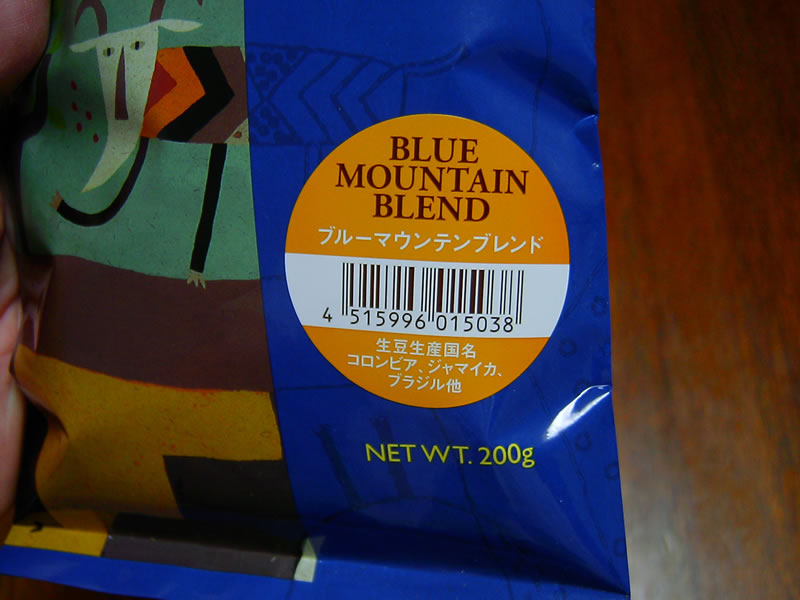 BLUE
MOUNTAIN
BLEND
ブルーマウンテンブレンド
4 515996 015038
生豆生産国名
コロンビア、ジャマイカ、
ブラジル他
NET WT. 200g